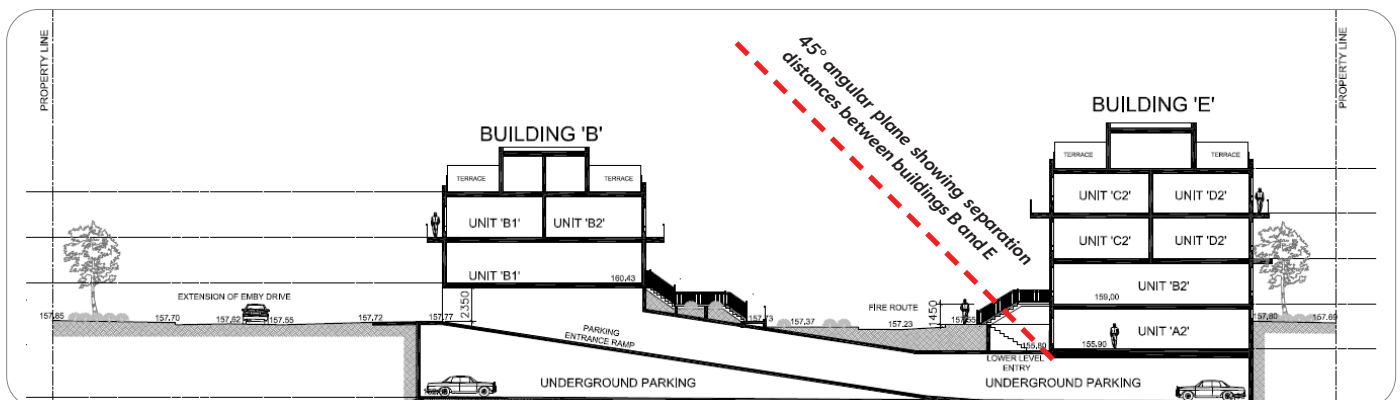 PROPERTY LINE
PROPERTY LINE
45° angular plane showing separation
distances between buildings B and E
BUILDING 'B'
BUILDING 'E'
TERRACE
TERRACE
TERRACE
TERRACE
UNIT 'B1'
UNIT 'B2'
UNIT 'C2'
UNIT 'D2'
UNIT 'C2'
UNIT 'D2'
UNIT 'B1'
160.43
UNIT 'B2'
159.00
EXTENSION OF EMBY DRIVE
FIRE ROUTE
2350
1450
157.85
157.70
157.62
157.55
157.72
157.77
157.37
157.23
157.80
157.69
PARKING
ENTRANCE RAMP
UNIT 'A2'
155.90
155.80
LOWER LEVEL
ENTRY
UNDERGROUND PARKING
UNDERGROUND PARKING